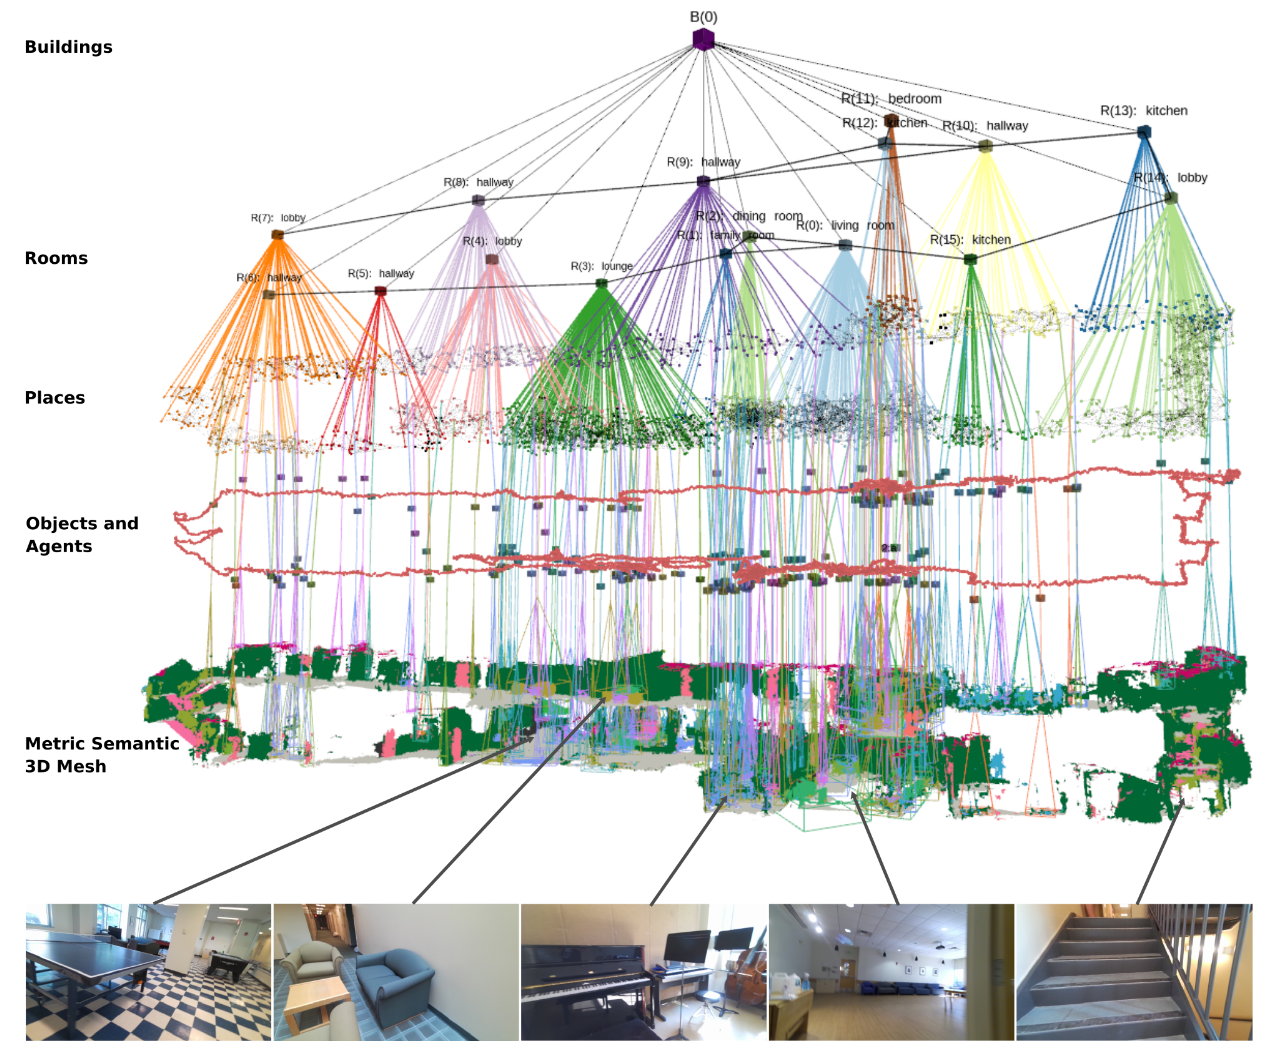 B(0)
Buildings
R(11): bedroom
R(13): kitchen
R(12): kitchen
R(10): hallway
R(9): hallway
R(14): lobby
R(8): hallway
R(7): lobby
R(2): dining room
R(0): living room
R(1): family room
R(4): lobby
R(15): kitchen
Rooms
R(3): lounge
R(6): hallway
R(5): hallway
Places
Objects and
Agents
Metric Semantic
3D Mesh